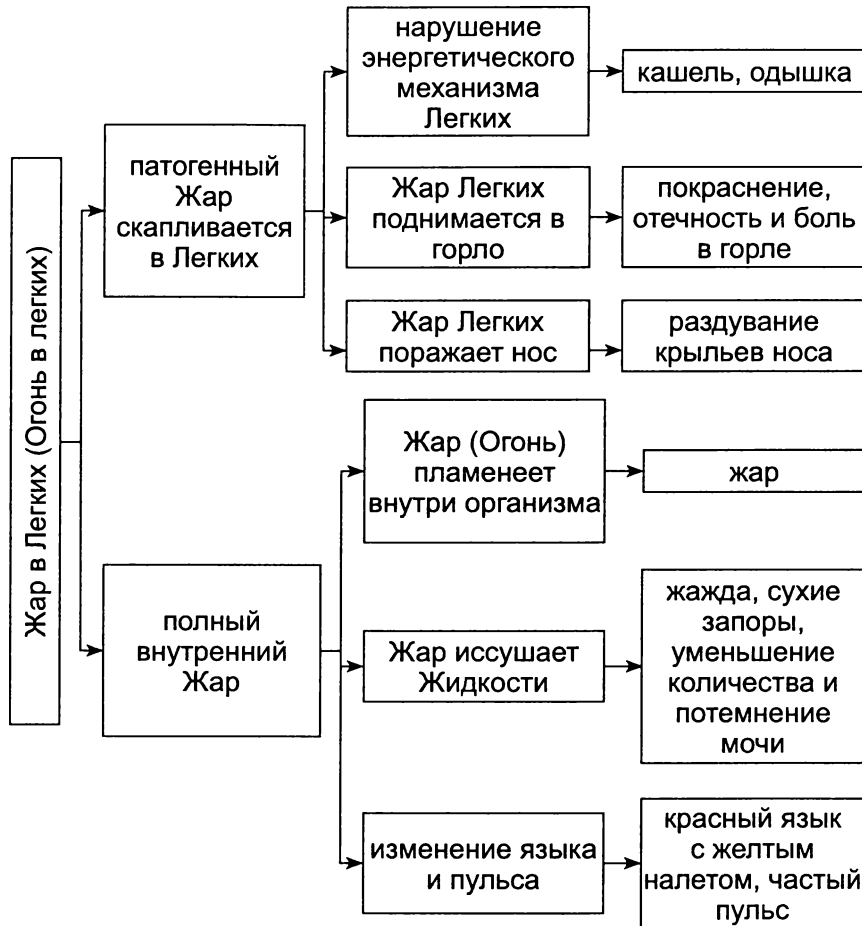 Жар в Легких (Огонь в легких)
патогенный
Жар
скапливается
в Легких
нарушение
энергетического
механизма
Легких
кашель, одышка
Жар Легких
поднимается в
горло
покраснение,
отечность и боль
в горле
Жар Легких
поражает нос
раздувание
крыльев носа
полный
внутренний
Жар
Жар (Огонь)
пламенеет
внутри организма
жар
Жар иссушает
Жидкости
жажда, сухие
запоры,
уменьшение
количества и
потемнение
мочи
изменение языка
и пульса
красный язык
с желтым
налетом, частый
пульс